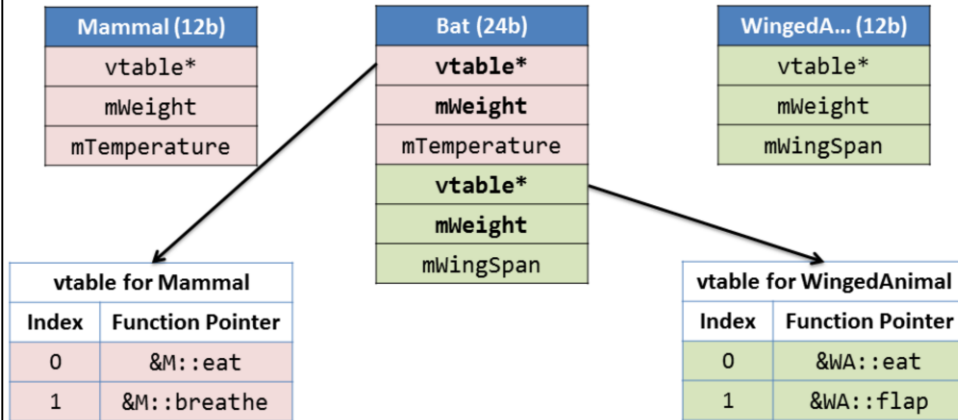 Mammal (12b)
vtable*
mWeight
mTemperature
Bat (24b)
vtable*
mWeight
mTemperature
vtable*
mWeight
mWingSpan
WingedA... (12b)
vtable*
mWeight
mWingSpan
vtable for Mammal
Index Function Pointer
0 &M::eat
1 &M::breathe
vtable for WingedAnimal
Index Function Pointer
0 &WA::eat
1 &WA::flap